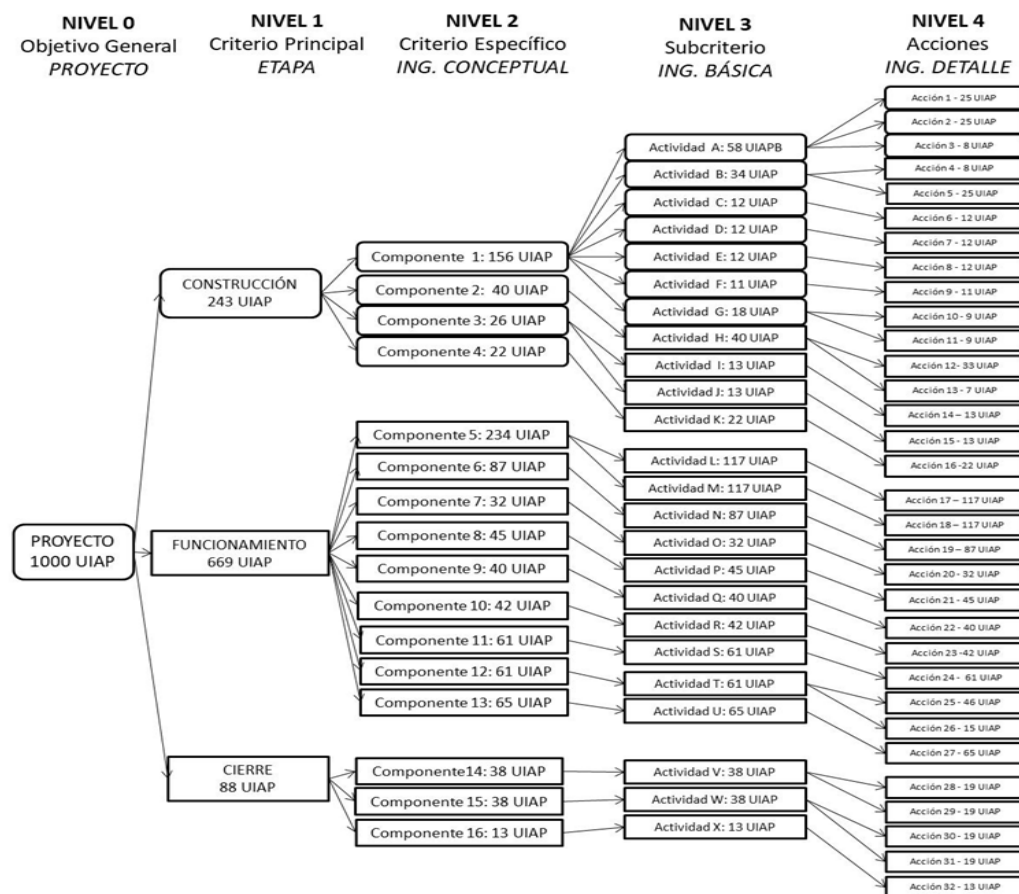 NIVEL 0
Objetivo General
PROYECTO
NIVEL 1
Criterio Principal
ETAPA
NIVEL 2
Criterio Específico
ING. CONCEPTUAL
NIVEL 3
Subcriterio
ING. BÁSICA
NIVEL 4
Acciones
ING. DETALLE
PROYECTO
1000 UIAP
CONSTRUCCIÓN
243 UIAP
FUNCIONAMIENTO
669 UIAP
CIERRE
88 UIAP
Componente 1: 156 UIAP
Componente 2: 40 UIAP
Componente 3: 26 UIAP
Componente 4: 22 UIAP
Componente 5: 234 UIAP
Componente 6: 87 UIAP
Componente 7: 32 UIAP
Componente 8: 45 UIAP
Componente 9: 40 UIAP
Componente 10: 42 UIAP
Componente 11: 61 UIAP
Componente 12: 61 UIAP
Componente 13: 65 UIAP
Componente14: 38 UIAP
Componente 15: 38 UIAP
Componente 16: 13 UIAP
Actividad A: 58 UIAPB
Actividad B: 34 UIAP
Actividad C: 12 UIAP
Actividad D: 12 UIAP
Actividad E: 12 UIAP
Actividad F: 11 UIAP
Actividad G: 18 UIAP
Actividad H: 40 UIAP
Actividad I: 13 UIAP
Actividad J: 13 UIAP
Actividad K: 22 UIAP
Actividad L: 117 UIAP
Actividad M: 117 UIAP
Actividad N: 87 UIAP
Actividad O: 32 UIAP
Actividad P: 45 UIAP
Actividad Q: 40 UIAP
Actividad R: 42 UIAP
Actividad S: 61 UIAP
Actividad T: 61 UIAP
Actividad U: 65 UIAP
Actividad V: 38 UIAP
Actividad W: 38 UIAP
Actividad X: 13 UIAP
Acción 1 - 25 UIAP
Acción 2 - 25 UIAP
Acción 3 - 8 UIAP
Acción 4 - 8 UIAP
Acción 5 - 25 UIAP
Acción 6 - 12 UIAP
Acción 7 - 12 UIAP
Acción 8 - 12 UIAP
Acción 9 - 11 UIAP
Acción 10 - 9 UIAP
Acción 11 - 9 UIAP
Acción 12- 33 UIAP
Acción 13 - 7 UIAP
Acción 14 – 13 UIAP
Acción 15 - 13 UIAP
Acción 16 -22 UIAP
Acción 17 – 117 UIAP
Acción 18 – 117 UIAP
Acción 19 – 87 UIAP
Acción 20 - 32 UIAP
Acción 21 - 45 UIAP
Acción 22 - 40 UIAP
Acción 23 -42 UIAP
Acción 24 - 61 UIAP
Acción 25 - 46 UIAP
Acción 26 - 15 UIAP
Acción 27 - 65 UIAP
Acción 28 - 19 UIAP
Acción 29 - 19 UIAP
Acción 30 - 19 UIAP
Acción 31 - 19 UIAP
Acción 32 - 13 UIAP